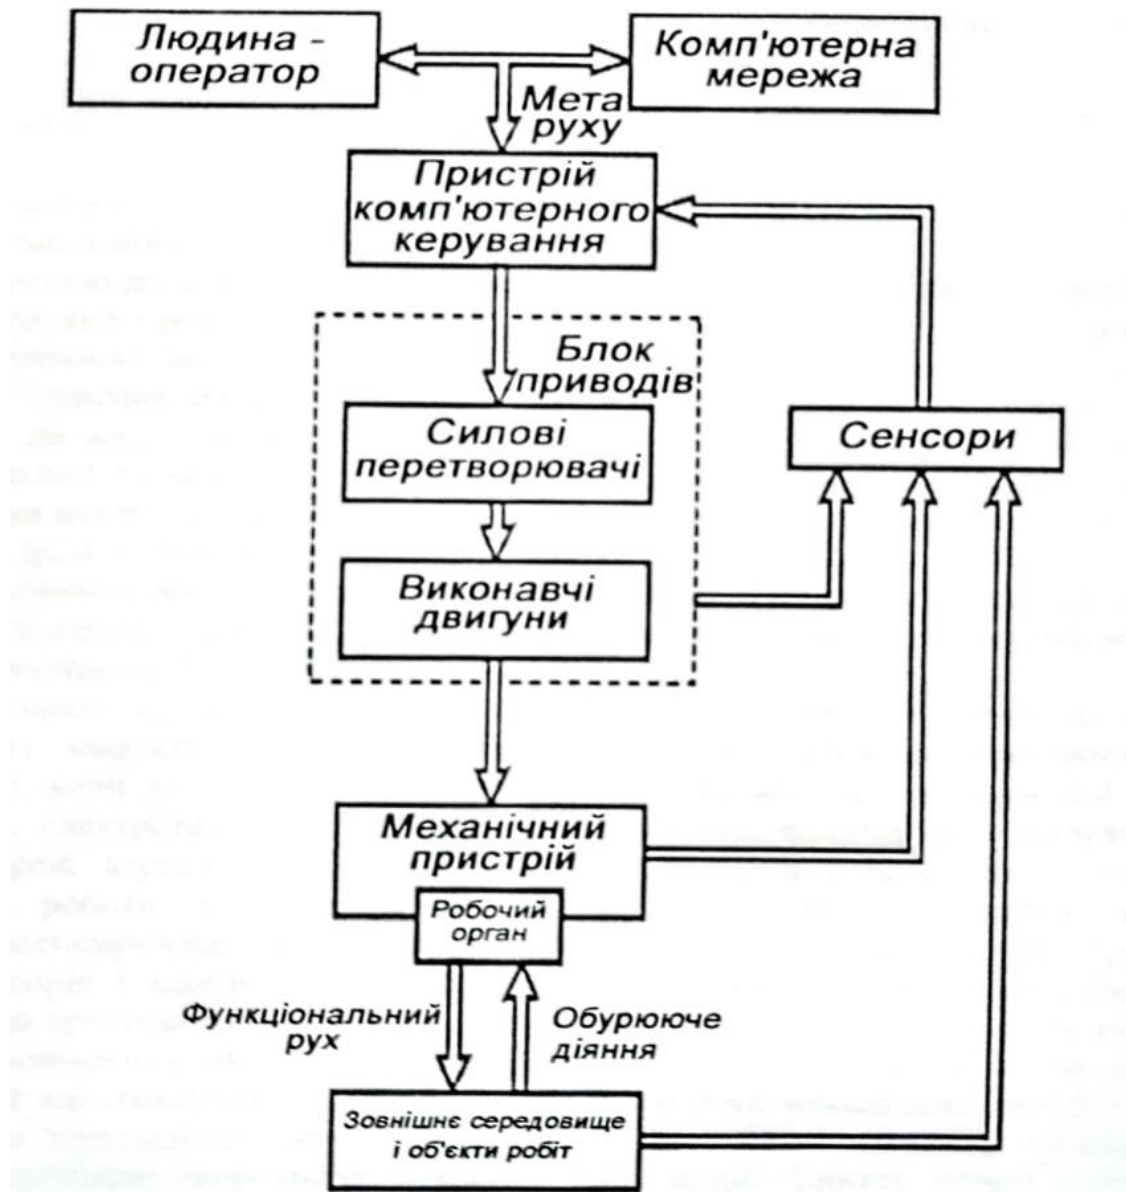 Людина -
оператор
Комп'ютерна
мережа
Мета
руху
Пристрій
комп'ютерного
керування
Блок
приводів
Силові
перетворювачі
Сенсори
Виконавчі
двигуни
Механічний
пристрій
Робочий
орган
Функціональний
рух
Обурююче
діяння
Зовнішнє середовище
і об'єкти робіт